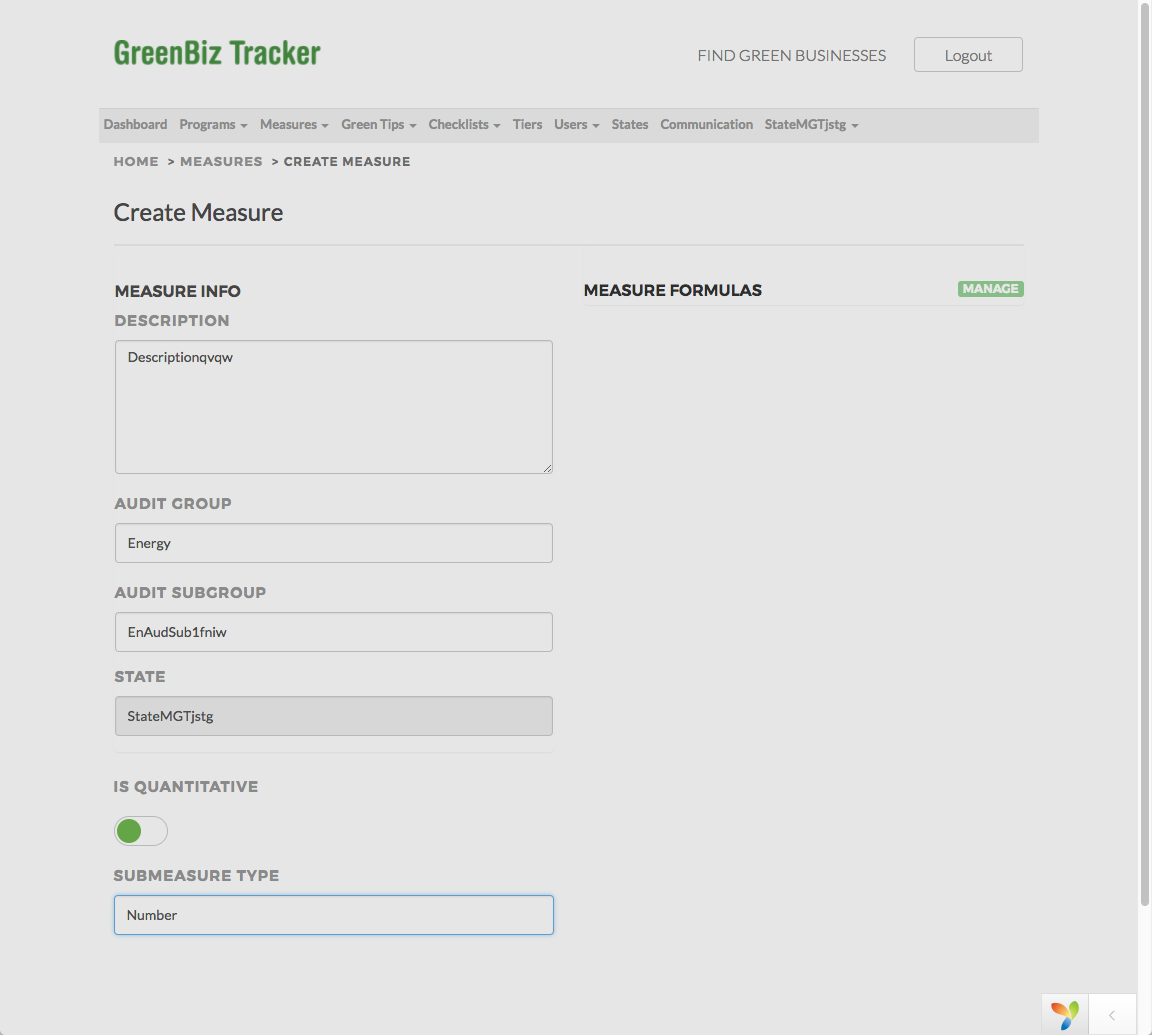 GreenBiz Tracker
FIND GREEN BUSINESSES
Logout
Dashboard Programs Measures Green Tips Checklists Tiers Users States Communication StateMGTjstg
HOME > MEASURES > CREATE MEASURE
Create Measure
MEASURE INFO
DESCRIPTION
Descriptionqvqw
AUDIT GROUP
Energy
AUDIT SUBGROUP
EnAudSub1fniw
STATE
StateMGTjstg
IS QUANTITATIVE
SUBMEASURE TYPE
Number
MEASURE FORMULAS
MANAGE